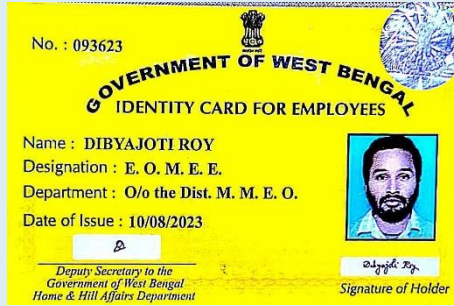 No. : 093623
GOVERNMENT OF WEST BENGAL
IDENTITY CARD FOR EMPLOYEES
Name : DIBYAJOTI ROY
Designation : E. O. M. E. E.
Department : O/o the Dist. M. M. E. O.
Date of Issue : 10/08/2023
Deputy Secretary to the
Government of West Bengal
Home & Hill Affairs Department
Dibyajoti Roy
Signature of Holder